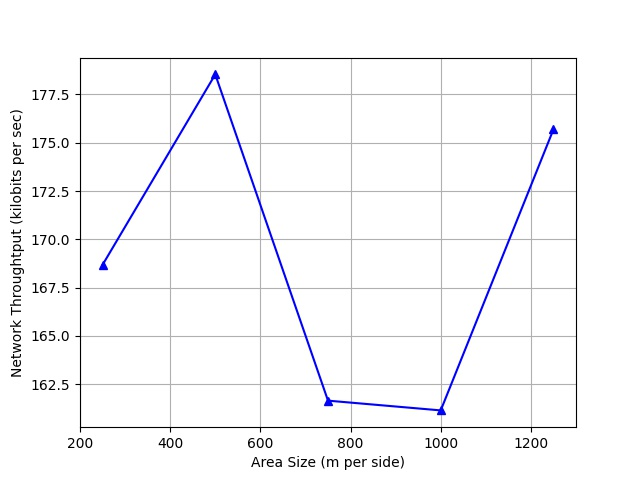 Network Throughtput (kilobits per sec)
177.5
175.0
172.5
170.0
167.5
165.0
162.5
200 400 600 800 1000 1200
Area Size (m per side)